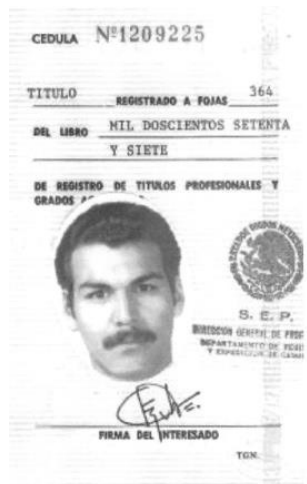 CEDULA Nº1209225
TITULO REGISTRADO A FOJAS 364
DEL LIBRO MIL DOSCIENTOS SETENTA
Y SIETE
DE REGISTRO DE TITULOS PROFESIONALES Y
GRADOS
S. E. P.
DIRECCION GENERAL DE PROF
DEPARTAMENTO DE
Y EXPEDICION DE
FIRMA DEL INTERESADO
TGN.